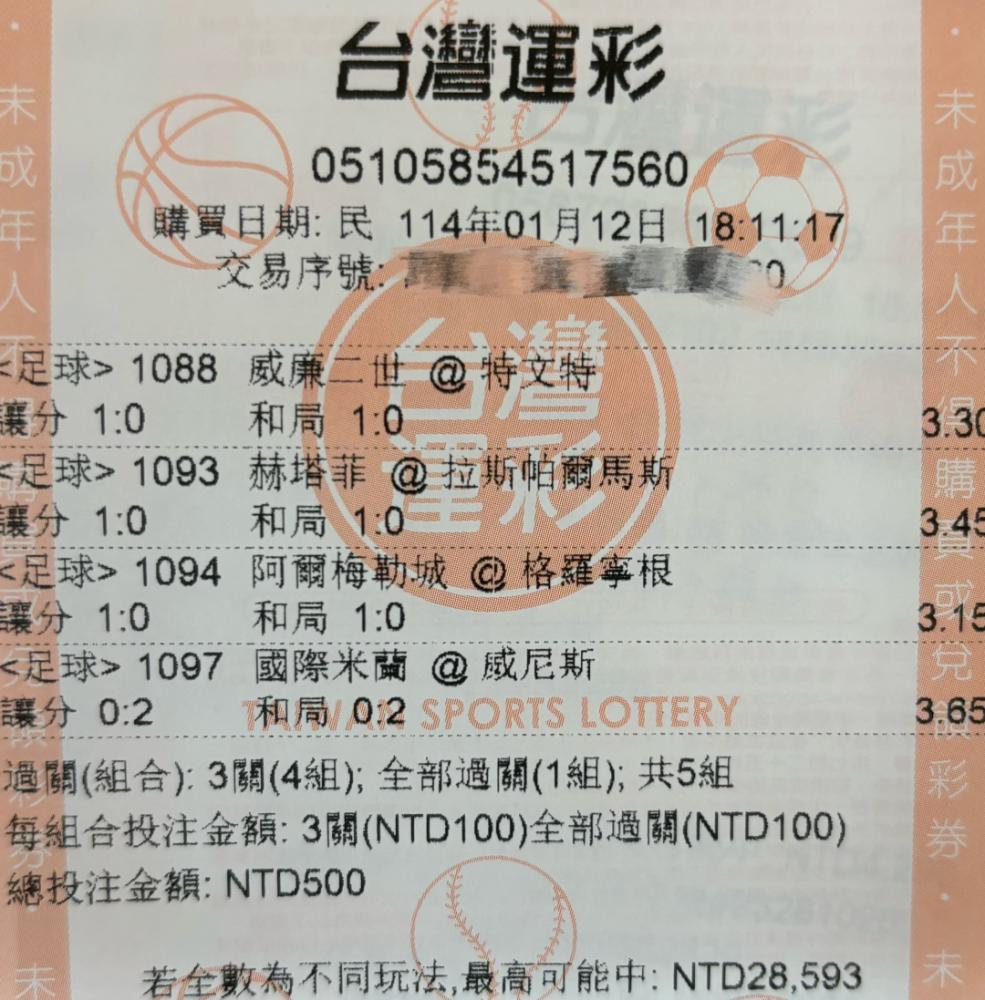 台灣運彩
05105854517560
購買日期: 民 114年01月12日 18:11:17
交易序號: 0
<足球> 1088 威廉二世 @ 特文特
讓分 1:0 和局 1:0 3.30
<足球> 1093 赫塔菲 @ 拉斯帕爾馬斯
讓分 1:0 和局 1:0 3.45
<足球> 1094 阿爾梅勒城 @ 格羅寧根
讓分 1:0 和局 1:0 3.15
<足球> 1097 國際米蘭 @ 威尼斯
讓分 0:2 和局 0:2 3.65
過關(組合): 3關(4組); 全部過關(1組); 共5組
每組合投注金額: 3關(NTD100)全部過關(NTD100)
總投注金額: NTD500
若全數為不同玩法,最高可能中: NTD28,593
台灣
運彩
TAIWAN SPORTS LOTTERY
未成年人不得購買或兌領彩券
未成年人不得購買或兌領彩券